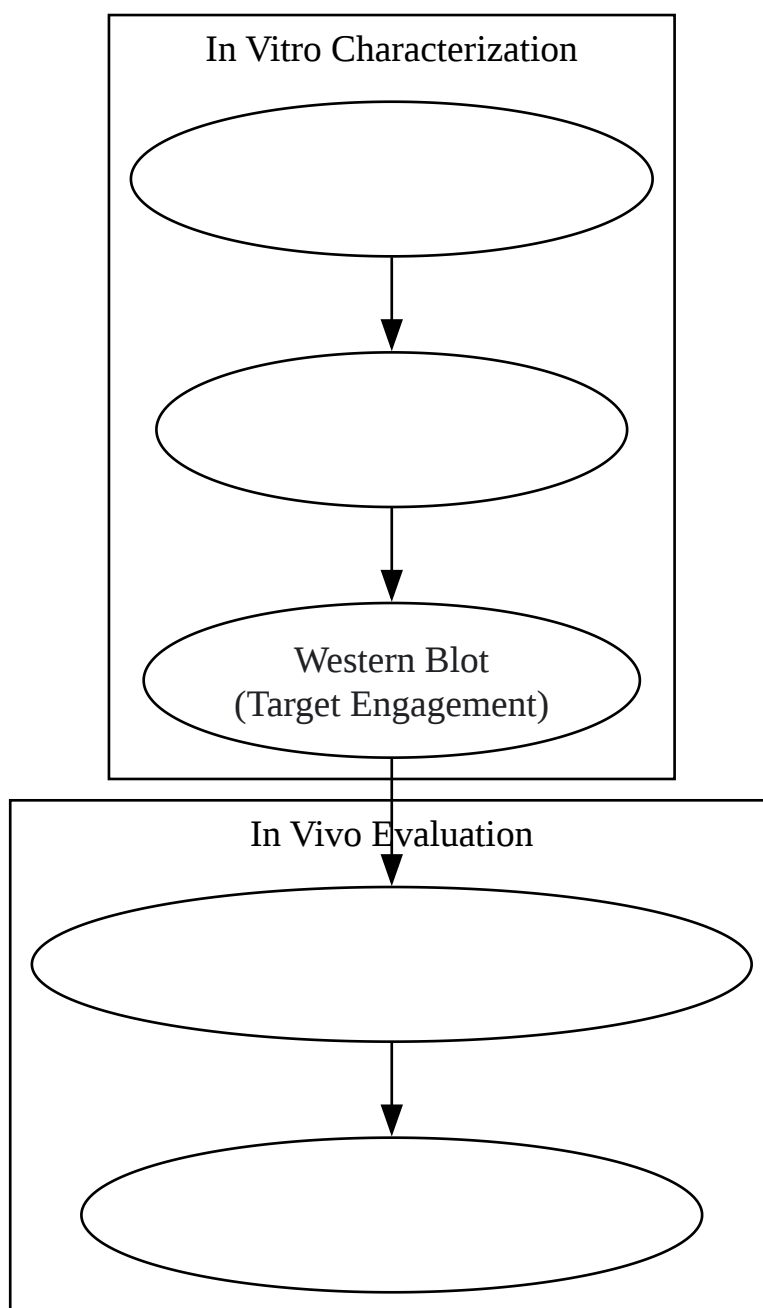 In Vitro Characterization
Western Blot
(Target Engagement)
In Vivo Evaluation